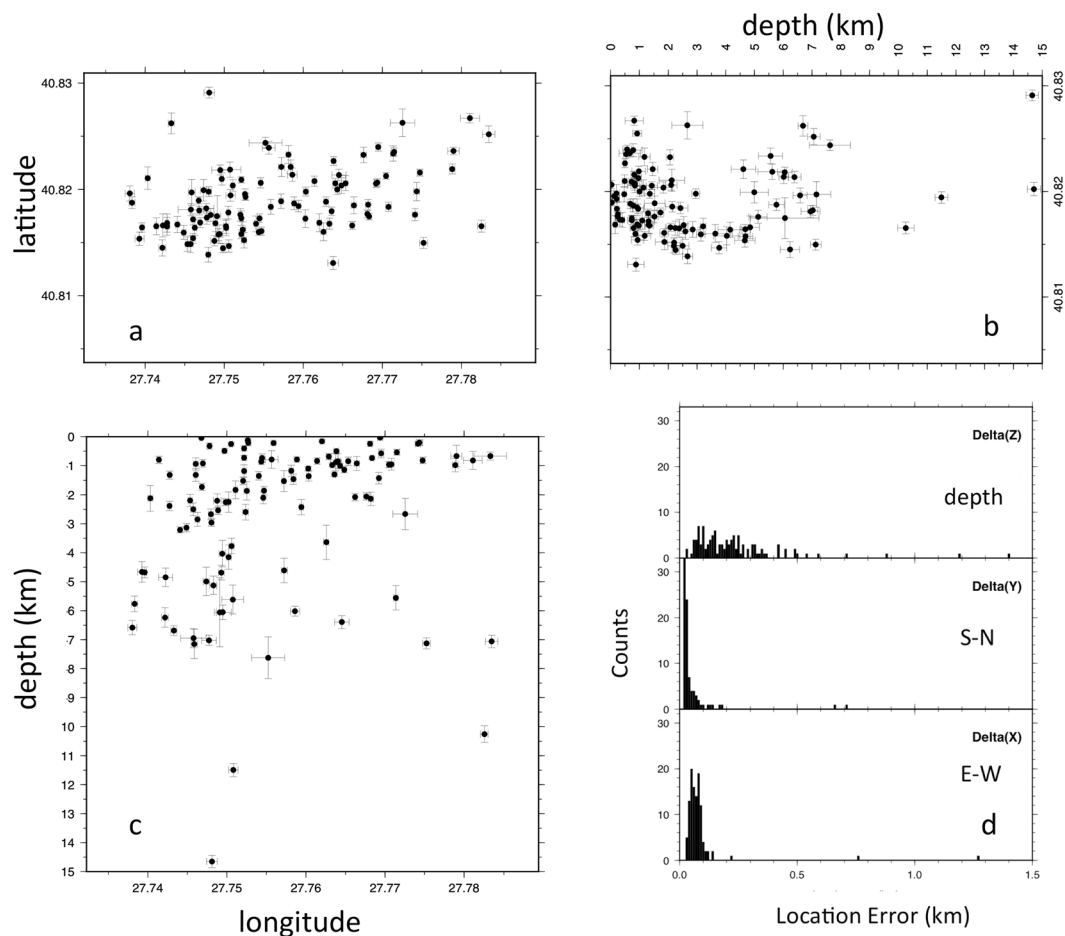 depth (km)
0 1 2 3 4 5 6 7 8 9 10 11 12 13 14 15
40.83
40.82
40.81
latitude
a
27.74 27.75 27.76 27.77 27.78
40.83
40.82
40.81
b
0
1
2
3
4
5
6
7
8
9
10
11
12
13
14
15
depth (km)
c
27.74 27.75 27.76 27.77 27.78
longitude
30
20
10
0
Delta(Z)
depth
30
20
10
0
Delta(Y)
S-N
Counts
30
20
10
0
Delta(X)
E-W
d
0.0 0.5 1.0 1.5
Location Error (km)